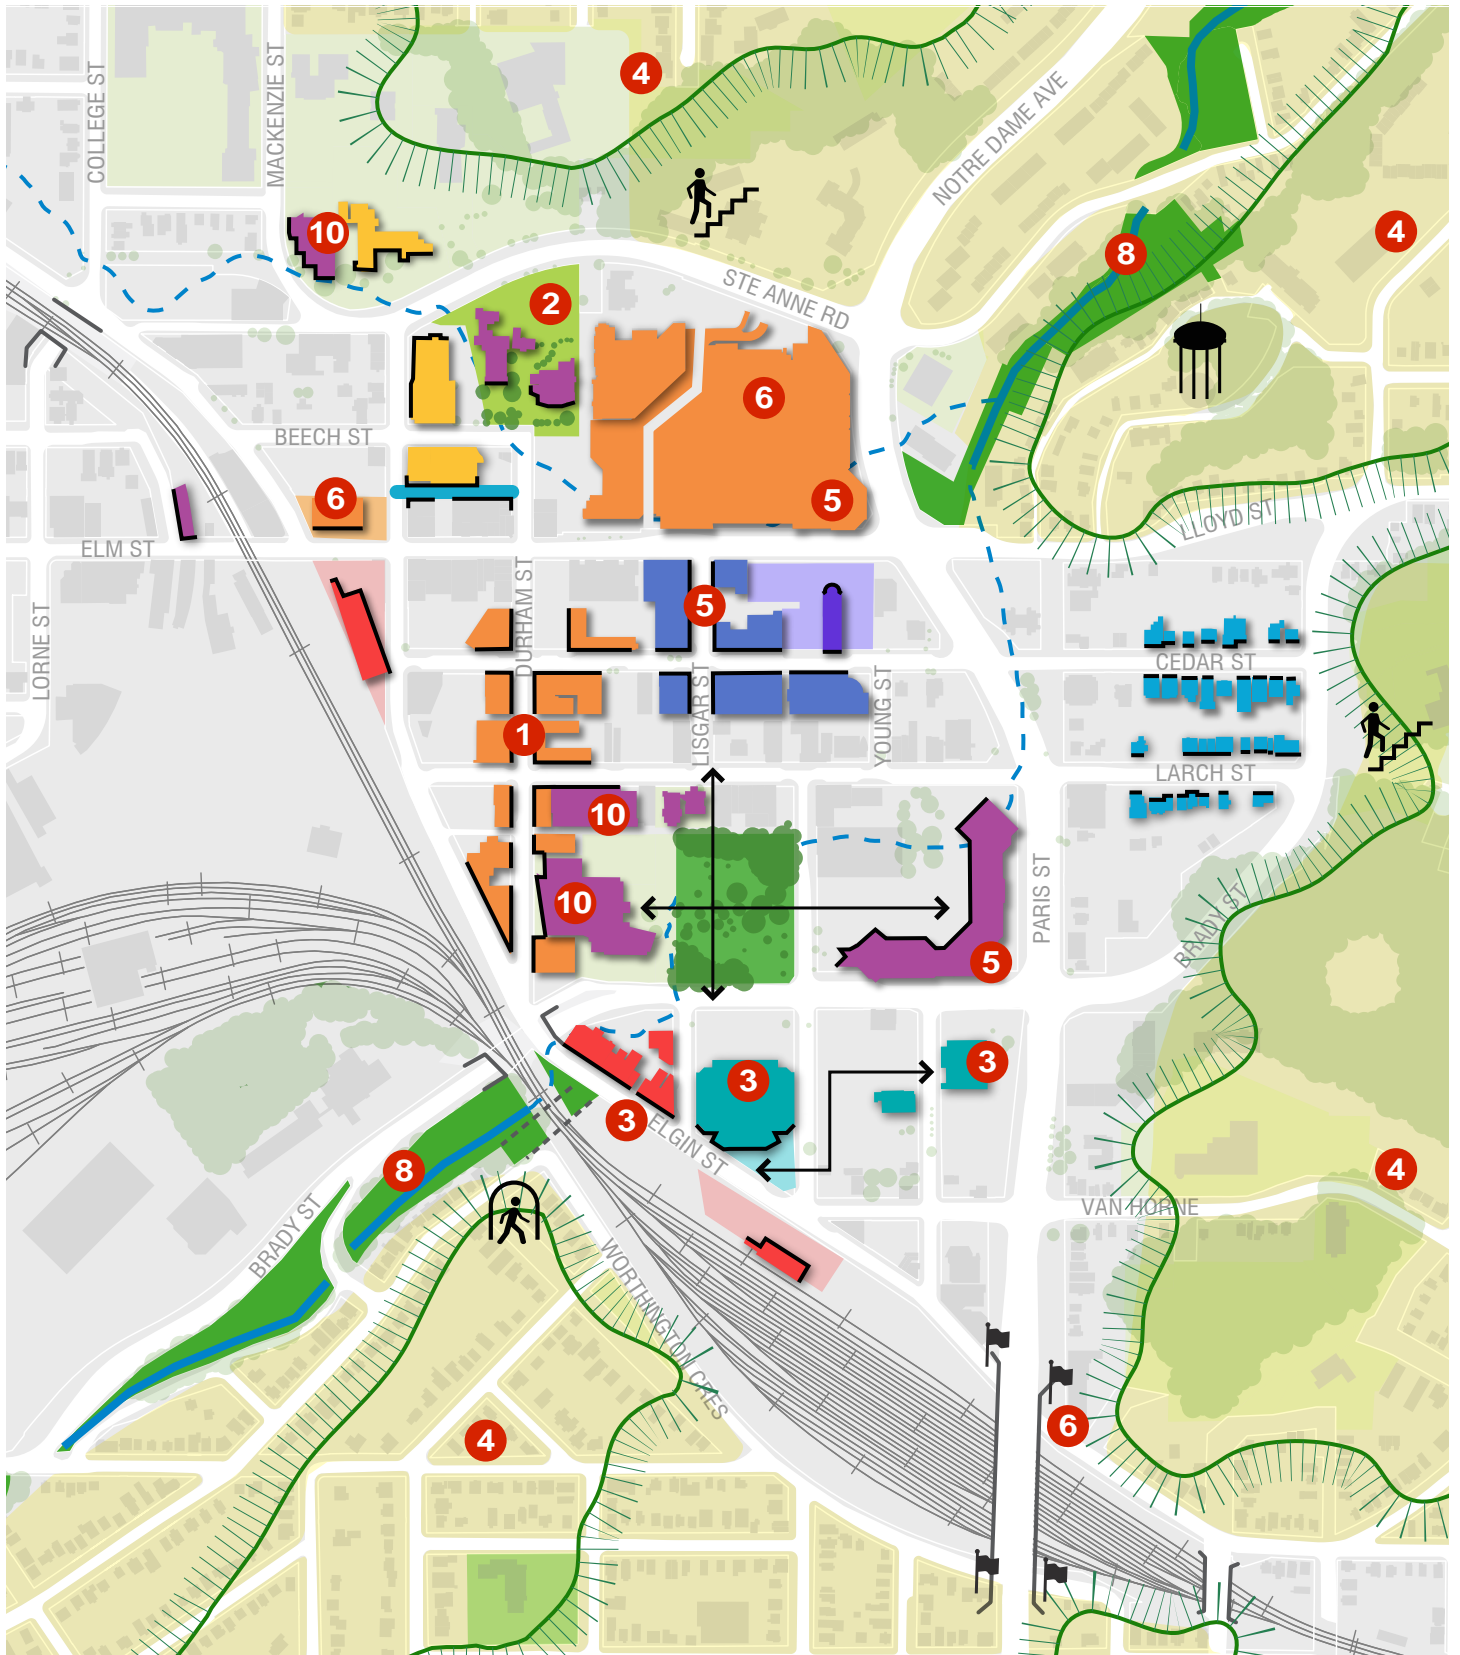 4
COLLEGE ST
MACKENZIE ST
NOTRE DAME AVE
10
4
8
STE ANNE RD
2
6
BEECH ST
6
5
LLOYD ST
ELM ST
DURHAM ST
5
LORNE ST
CEDAR ST
LISGAR ST
YOUNG ST
1
LARCH ST
10
10
PARIS ST
BRADY ST
5
3
3
3
ELGIN ST
8
4
VAN HORNE
BRADY ST
WORTHINGTON CRES
6
4